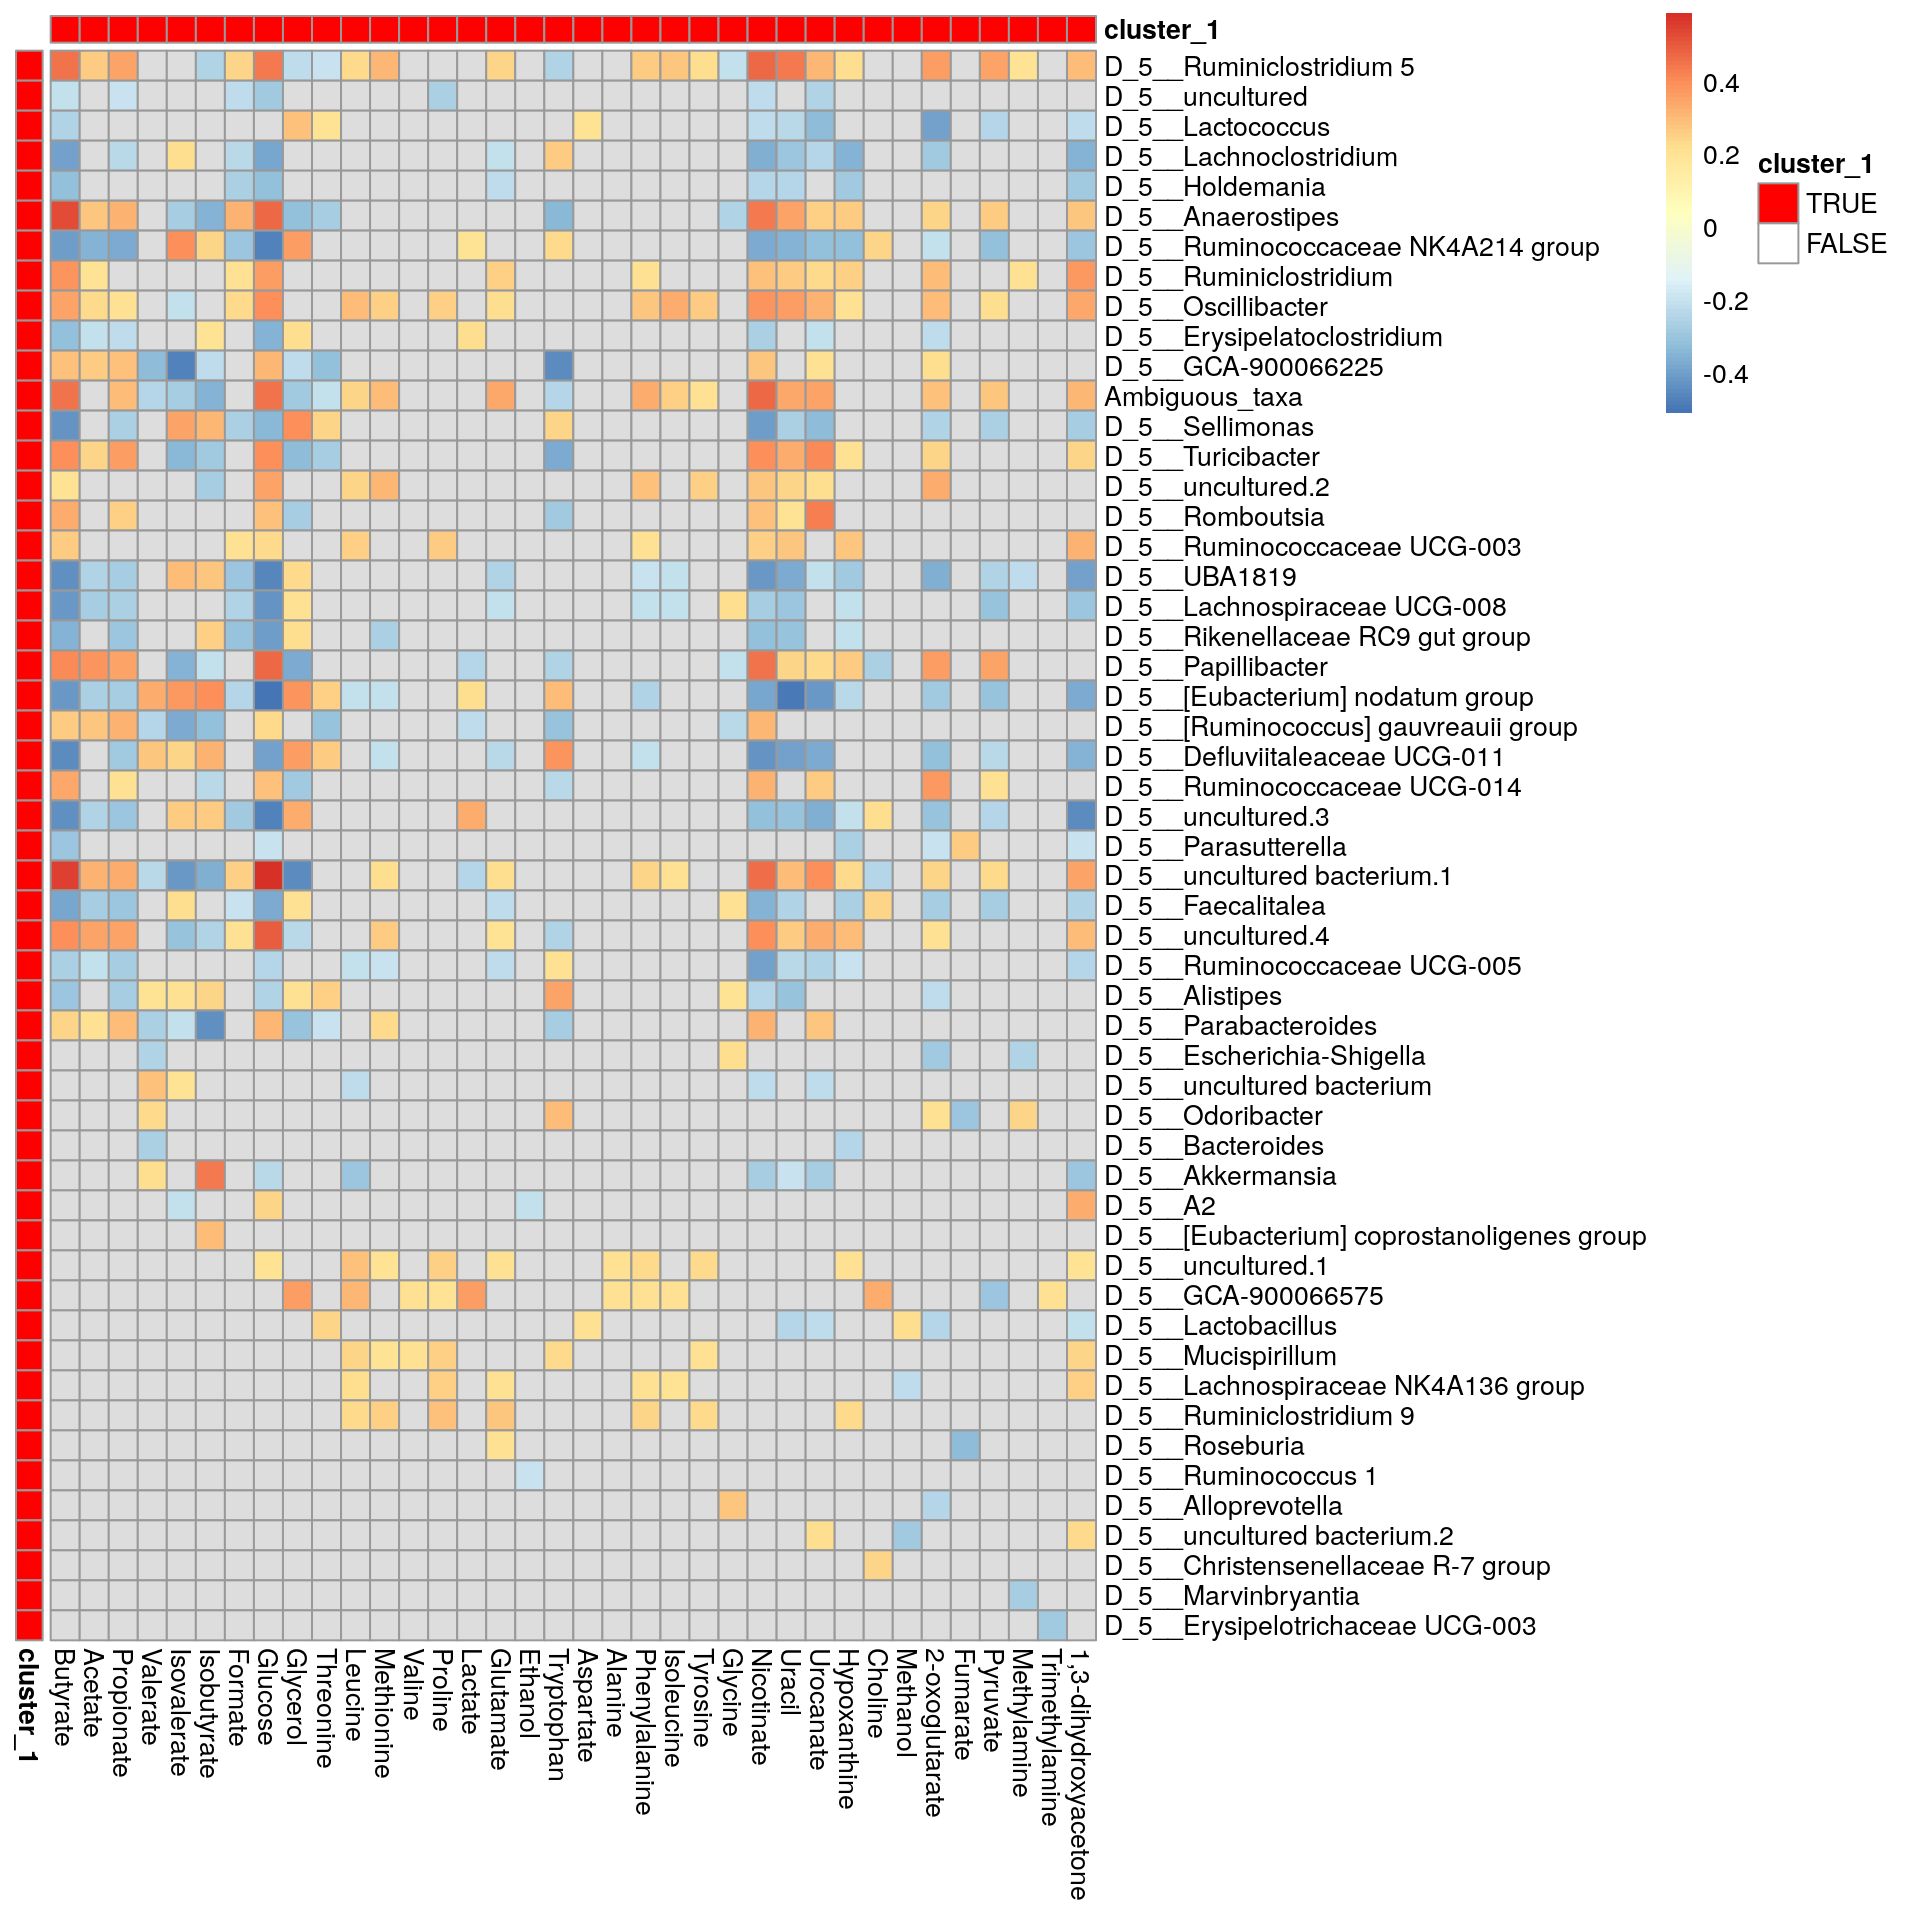 cluster_1
D_5__Ruminiclostridium 5
D_5__uncultured
D_5__Lactococcus
D_5__Lachnoclostridium
D_5__Holdemania
D_5__Anaerostipes
D_5__Ruminococcaceae NK4A214 group
D_5__Ruminiclostridium
D_5__Oscillibacter
D_5__Erysipelatoclostridium
D_5__GCA-900066225
Ambiguous_taxa
D_5__Sellimonas
D_5__Turicibacter
D_5__uncultured.2
D_5__Romboutsia
D_5__Ruminococcaceae UCG-003
D_5__UBA1819
D_5__Lachnospiraceae UCG-008
D_5__Rikenellaceae RC9 gut group
D_5__Papillibacter
D_5__[Eubacterium] nodatum group
D_5__[Ruminococcus] gauvreauii group
D_5__Defluviitaleaceae UCG-011
D_5__Ruminococcaceae UCG-014
D_5__uncultured.3
D_5__Parasutterella
D_5__uncultured bacterium.1
D_5__Faecalitalea
D_5__uncultured.4
D_5__Ruminococcaceae UCG-005
D_5__Alistipes
D_5__Parabacteroides
D_5__Escherichia-Shigella
D_5__uncultured bacterium
D_5__Odoribacter
D_5__Bacteroides
D_5__Akkermansia
D_5__A2
D_5__[Eubacterium] coprostanoligenes group
D_5__uncultured.1
D_5__GCA-900066575
D_5__Lactobacillus
D_5__Mucispirillum
D_5__Lachnospiraceae NK4A136 group
D_5__Ruminiclostridium 9
D_5__Roseburia
D_5__Ruminococcus 1
D_5__Alloprevotella
D_5__uncultured bacterium.2
D_5__Christensenellaceae R-7 group
D_5__Marvinbryantia
D_5__Erysipelotrichaceae UCG-003
cluster_1
Butyrate
Acetate
Propionate
Valerate
Isovalerate
Isobutyrate
Formate
Glucose
Glycerol
Threonine
Leucine
Methionine
Valine
Proline
Lactate
Glutamate
Ethanol
Tryptophan
Aspartate
Alanine
Phenylalanine
Isoleucine
Tyrosine
Glycine
Nicotinate
Uracil
Urocanate
Hypoxanthine
Choline
Methanol
2-oxoglutarate
Fumarate
Pyruvate
Methylamine
Trimethylamine
1,3-dihydroxyacetone
0.4
0.2
0
-0.2
-0.4
cluster_1
TRUE
FALSE